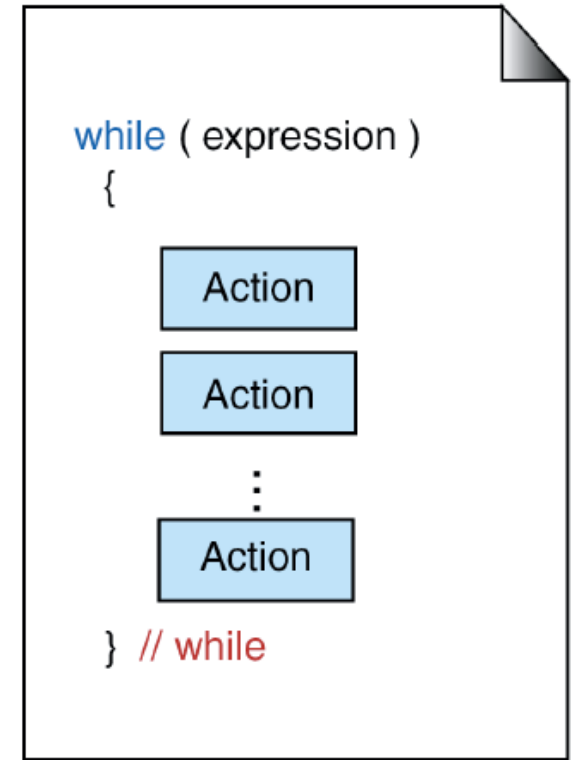 while ( expression )
{
Action
Action
⋮
Action
} // while